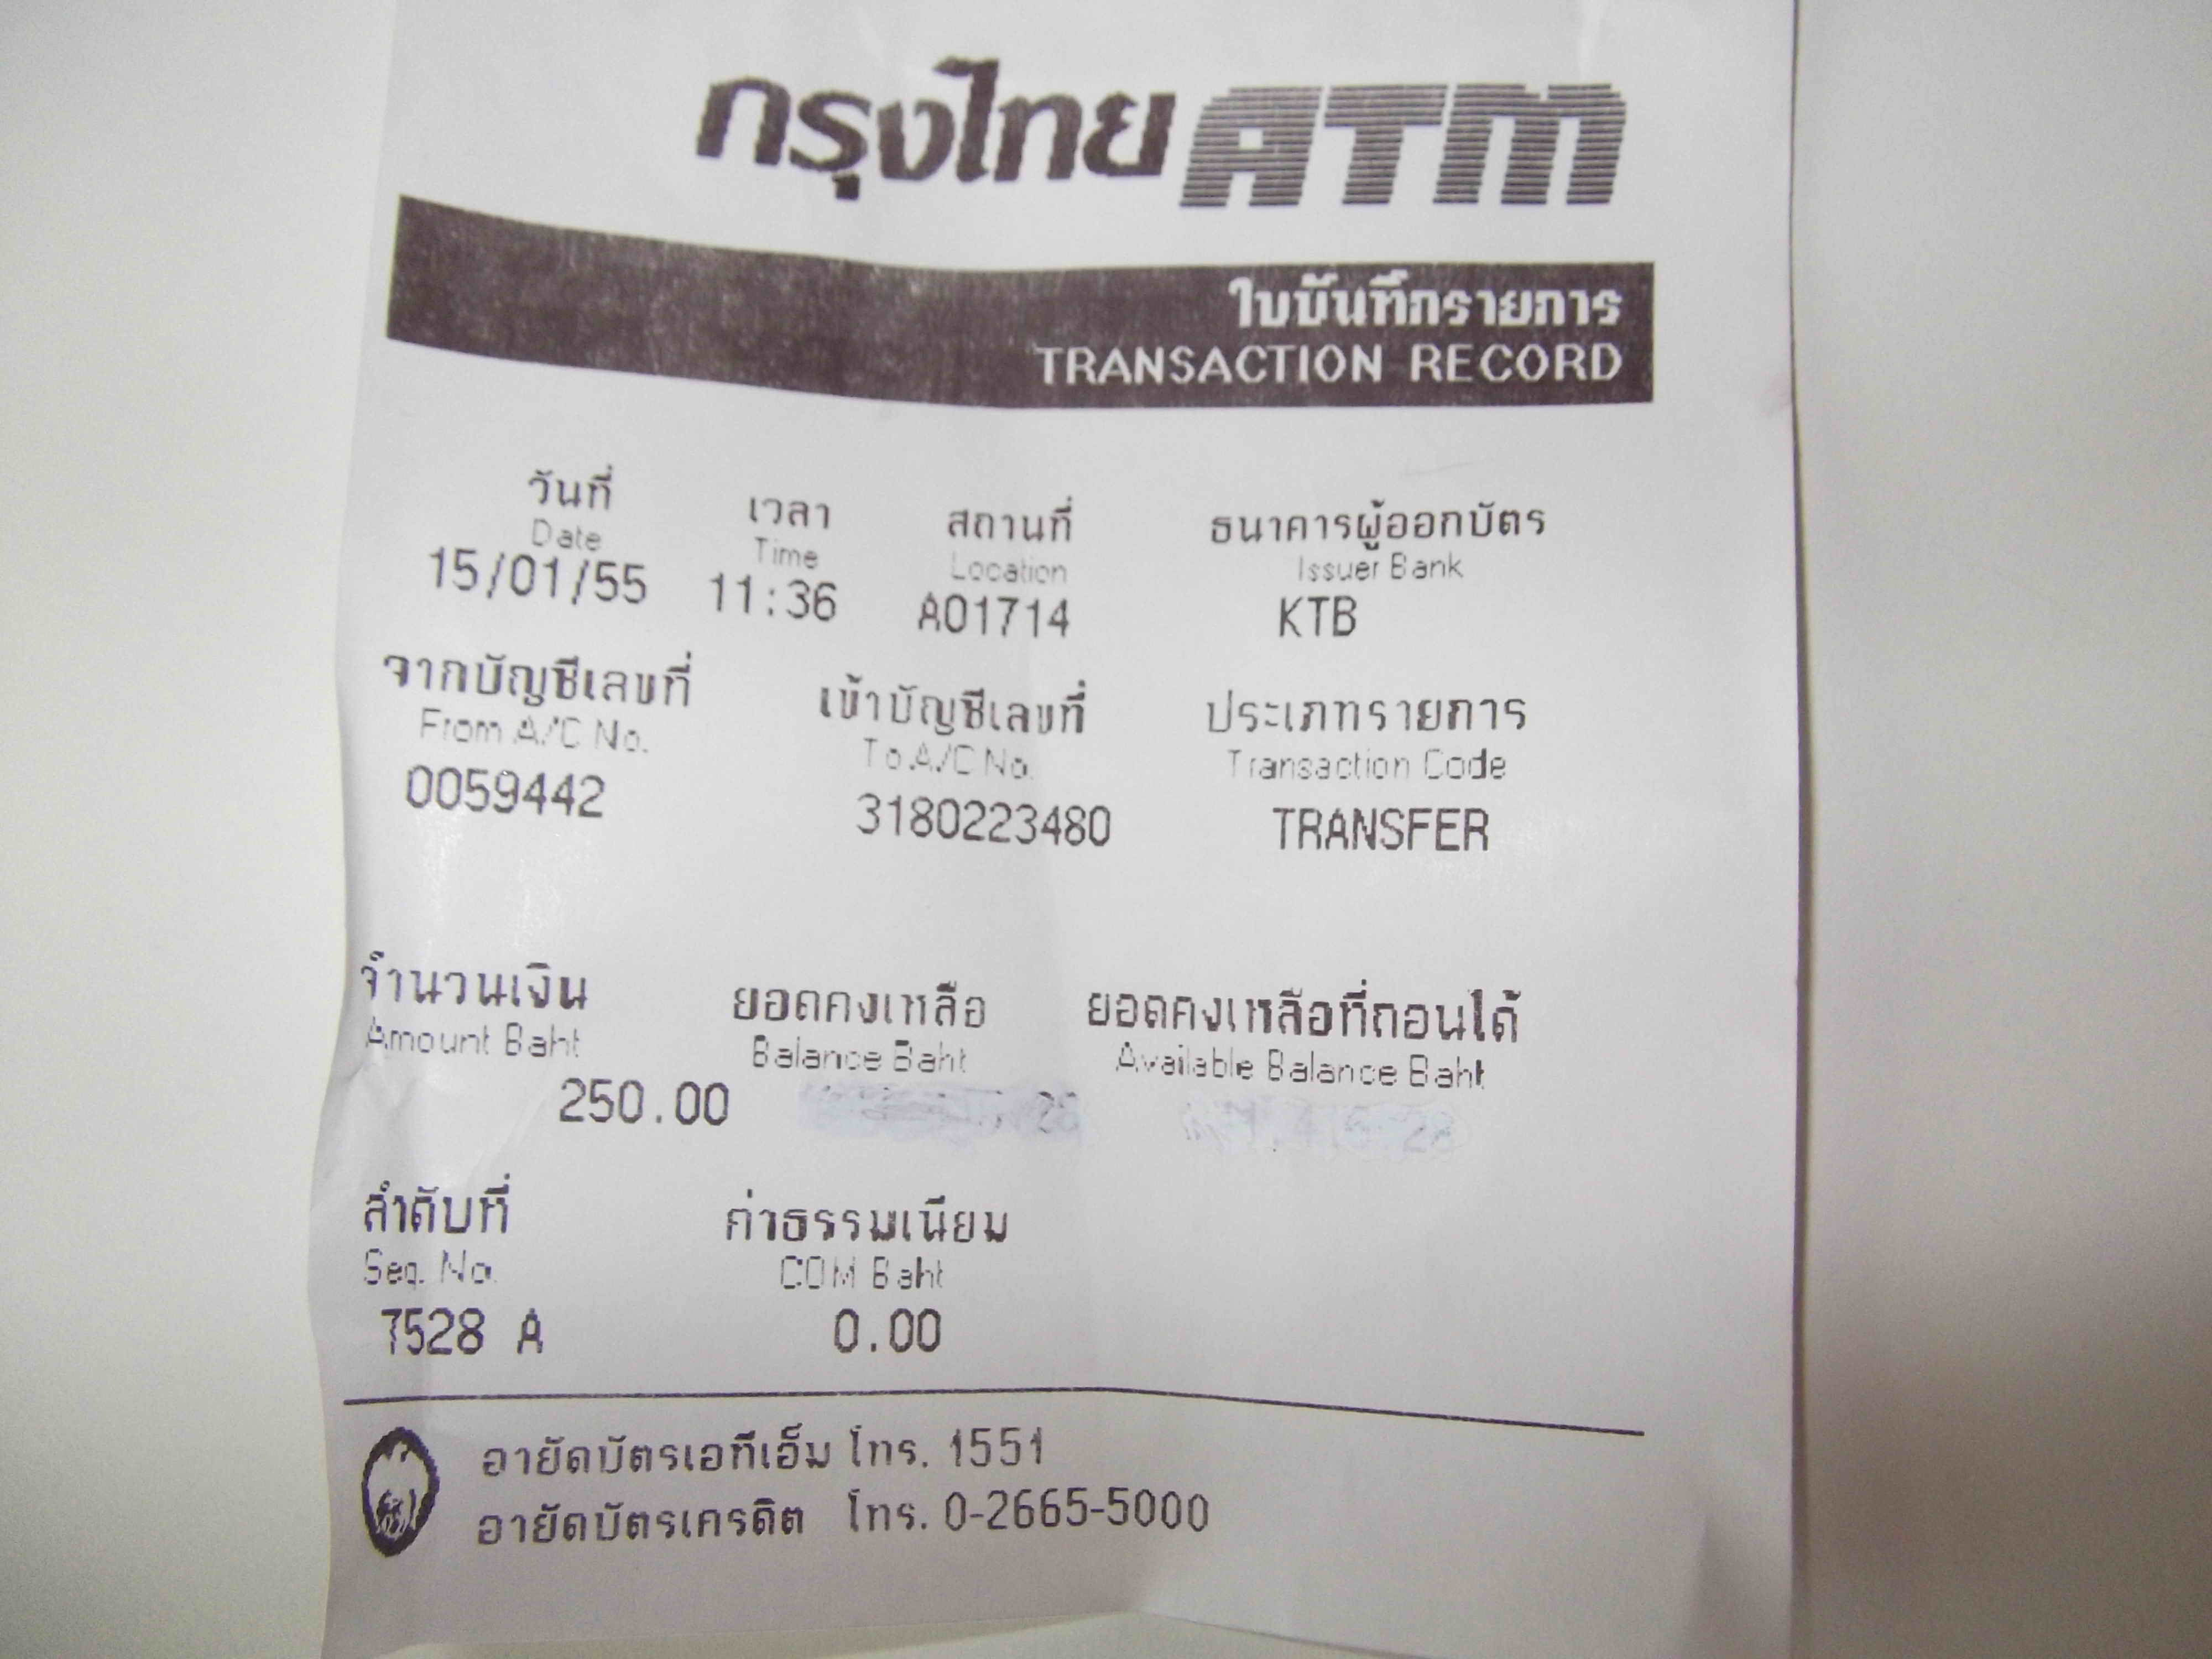 กรุงไทย ATM
ใบบันทึกรายการ
TRANSACTION RECORD
วันที่ เวลา สถานที่ ธนาคารผู้ออกบัตร
Date Time Location Issuer Bank
15/01/55 11:36 A01714 KTB
จากบัญชีเลขที่ เข้าบัญชีเลขที่ ประเภทรายการ
From A/C No. To A/C No. Transaction Code
0059442 3180223480 TRANSFER
จำนวนเงิน ยอดคงเหลือ ยอดคงเหลือที่ถอนได้
Amount Baht Balance Baht Available Balance Baht
250.00
ลำดับที่ ค่าธรรมเนียม
Seq. No. COM Baht
7528 A 0.00
อายัดบัตรเอทีเอ็ม โทร. 1551
อายัดบัตรเครดิต โทร. 0-2665-5000